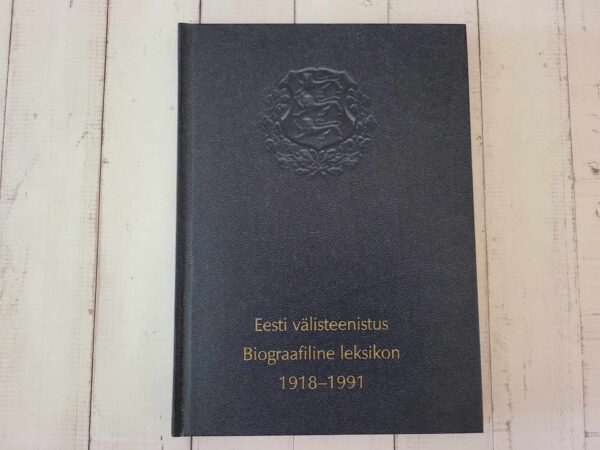 Eesti välisteenistus
Biograafiline leksikon
1918–1991